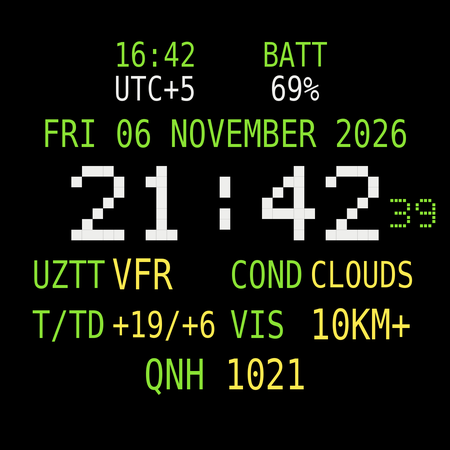 16:42 BATT
UTC+5 69%
FRI 06 NOVEMBER 2026
21:42 39
UZTT VFR COND CLOUDS
T/TD +19/+6 VIS 10KM+
QNH 1021